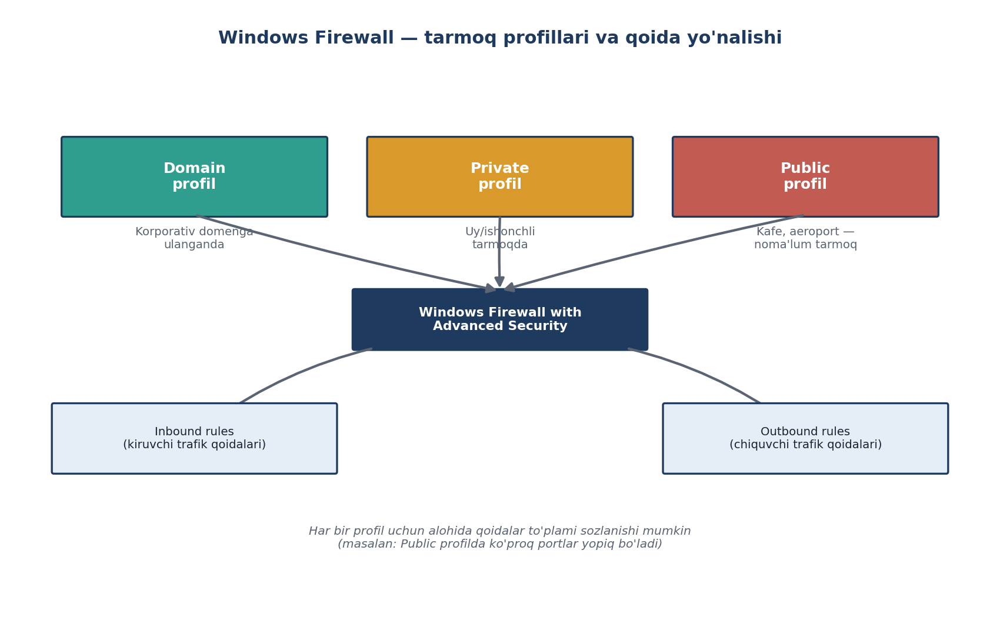 Windows Firewall — tarmoq profillari va qoida yo'nalishi
Domain
profil
Private
profil
Public
profil
Korporativ domenga
ulanganda
Uy/ishonchli
tarmoqda
Kafe, aeroport —
noma'lum tarmoq
Windows Firewall with
Advanced Security
Inbound rules
(kiruvchi trafik qoidalari)
Outbound rules
(chiquvchi trafik qoidalari)
Har bir profil uchun alohida qoidalar to'plami sozlanishi mumkin
(masalan: Public profilda ko'proq portlar yopiq bo'ladi)